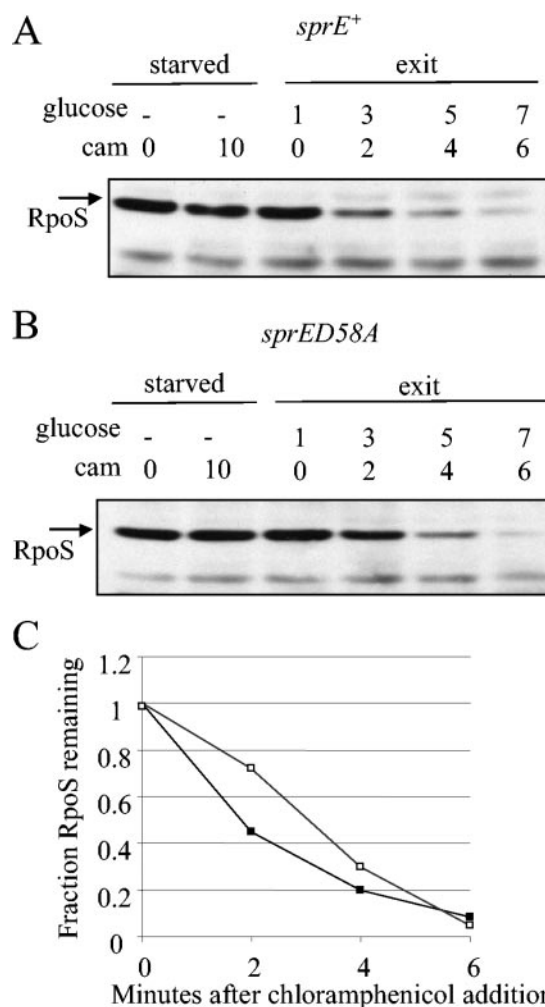 A
sprE+
starved exit
glucose - - 1 3 5 7
cam 0 10 0 2 4 6
RpoS
B
sprED58A
starved exit
glucose - - 1 3 5 7
cam 0 10 0 2 4 6
RpoS
C
Fraction RpoS remaining
1.2
1
0.8
0.6
0.4
0.2
0
0 2 4 6
Minutes after chloramphenicol addition